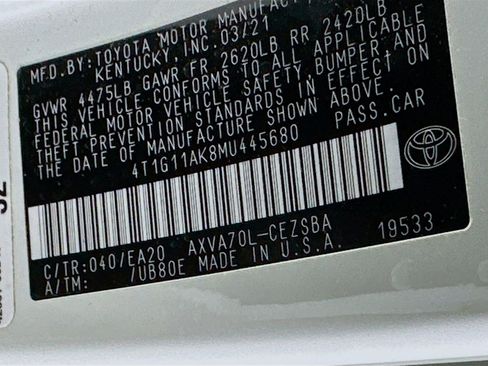 MFD.BY:TOYOTA MOTOR MANUFACTURING
KENTUCKY, INC.03/21
GVWR 4475LB GAWR FR 2620LB RR 2420LB
THIS VEHICLE CONFORMS TO ALL APPLICABLE
FEDERAL MOTOR VEHICLE SAFETY, BUMPER, AND
THEFT PREVENTION STANDARDS IN EFFECT
ON THE DATE OF MANUFACTURE SHOWN ABOVE.
4T1G11AK8MU445680 PASS.CAR
C/TR:040/EA20 AXVA70L-CEZSBA
A/TM: /UB80E MADE IN U.S.A. 19533